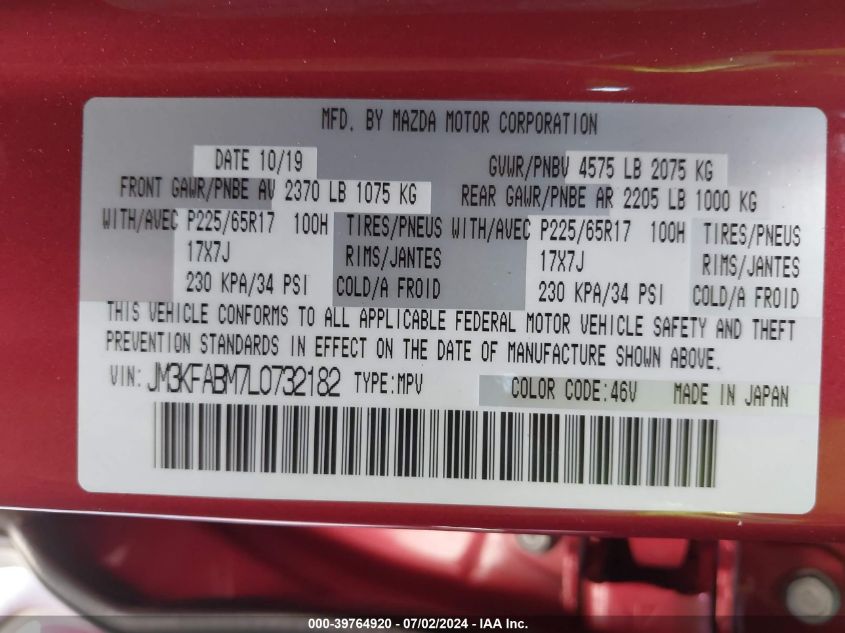 MFD. BY MAZDA MOTOR CORPORATION
DATE 10/19 GVWR/PNBV 4575 LB 2075 KG
FRONT GAWR/PNBE AV 2370 LB 1075 KG REAR GAWR/PNBE AR 2205 LB 1000 KG
WITH/AVEC P225/65R17 100H TIRES/PNEUS WITH/AVEC P225/65R17 100H TIRES/PNEUS
17X7J RIMS/JANTES 17X7J RIMS/JANTES
230 KPA/34 PSI COLD/A FROID 230 KPA/34 PSI COLD/A FROID
THIS VEHICLE CONFORMS TO ALL APPLICABLE FEDERAL MOTOR VEHICLE SAFETY AND THEFT
PREVENTION STANDARDS IN EFFECT ON THE DATE OF MANUFACTURE SHOWN ABOVE.
VIN: JM3KFABM7L0732182 TYPE:MPV COLOR CODE:46V MADE IN JAPAN
000-39764920 - 07/02/2024 - IAA Inc.